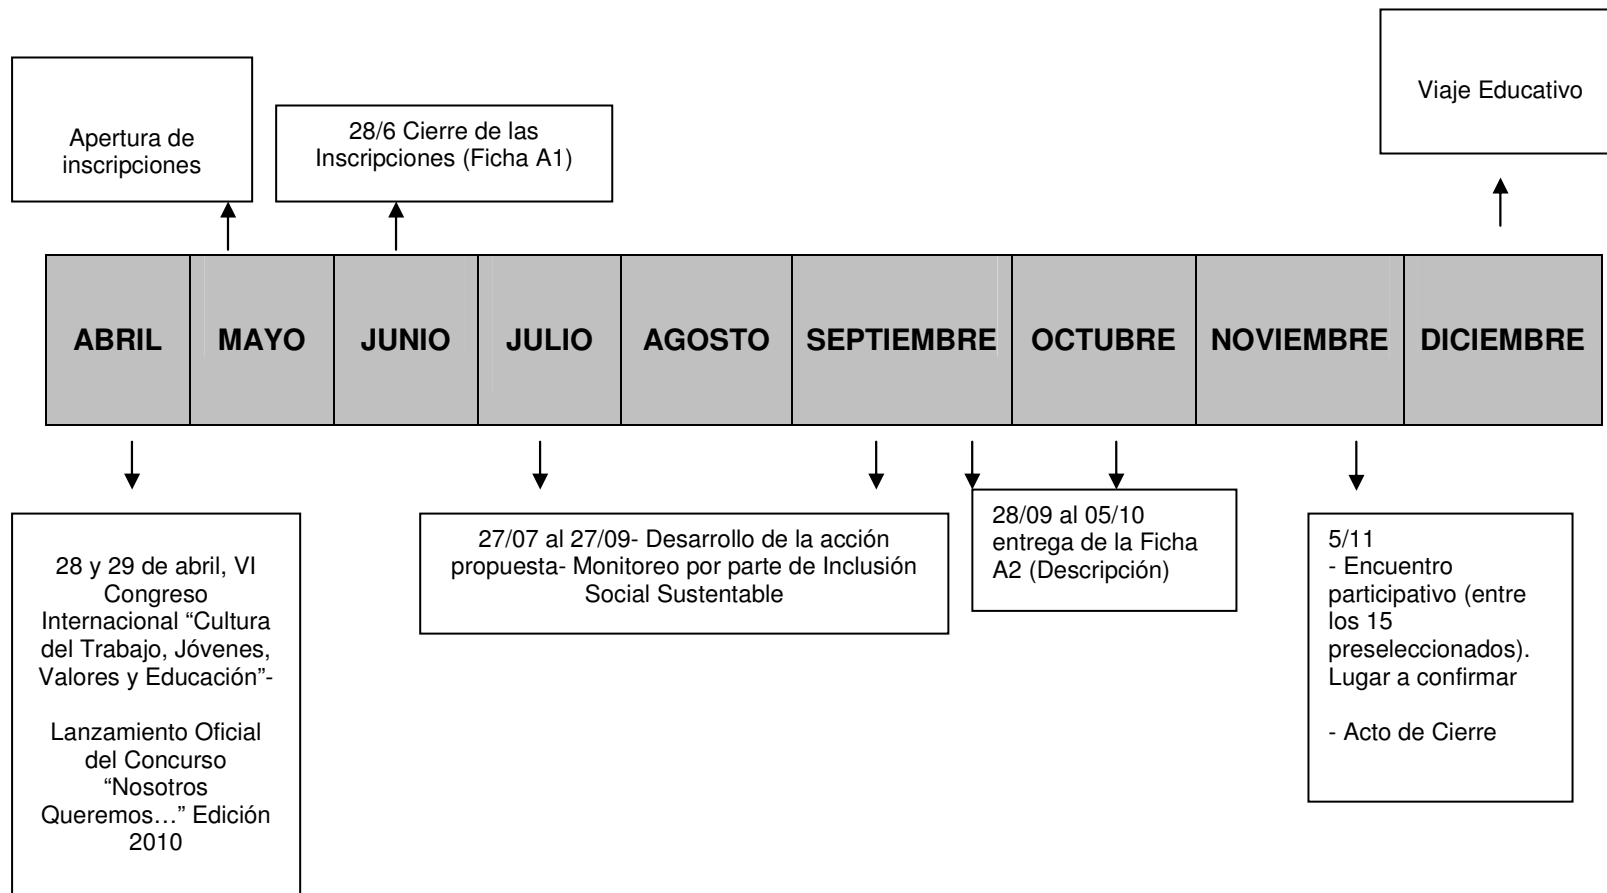 Viaje Educativo
Apertura de
inscripciones
28/6 Cierre de las
Inscripciones (Ficha A1)
ABRIL
MAYO
JUNIO
JULIO
AGOSTO
SEPTIEMBRE
OCTUBRE
NOVIEMBRE
DICIEMBRE
28 y 29 de abril, VI
Congreso
Internacional “Cultura
del Trabajo, Jóvenes,
Valores y Educación”-
Lanzamiento Oficial
del Concurso
“Nosotros
Queremos…” Edición
2010
27/07 al 27/09- Desarrollo de la acción
propuesta- Monitoreo por parte de Inclusión
Social Sustentable
28/09 al 05/10
entrega de la Ficha
A2 (Descripción)
5/11
- Encuentro
participativo (entre
los 15
preseleccionados).
Lugar a confirmar
- Acto de Cierre